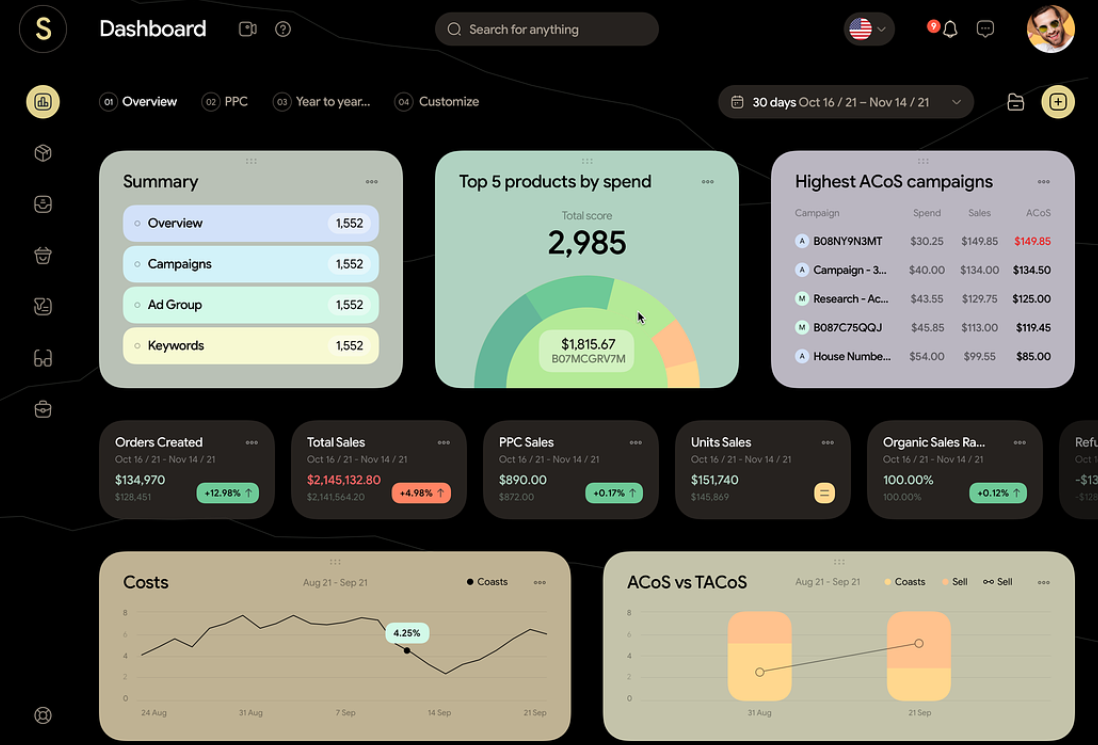 S
Dashboard
Search for anything
9
01 Overview
02 PPC
03 Year to year...
04 Customize
30 days Oct 16 / 21 – Nov 14 / 21
Summary
Overview 1,552
Campaigns 1,552
Ad Group 1,552
Keywords 1,552
Top 5 products by spend
Total score
2,985
$1,815.67
B07MCGRV7M
Highest ACoS campaigns
Campaign Spend Sales ACoS
A B08NY9N3MT $30.25 $149.85 $149.85
A Campaign - 3... $40.00 $134.00 $134.50
M Research - Ac... $43.55 $129.75 $125.00
M B087C75QQJ $45.85 $113.00 $119.45
A House Numbe... $54.00 $99.55 $85.00
Orders Created
Oct 16 / 21 - Nov 14 / 21
$134,970
$128,451
+12.98% ↑
Total Sales
Oct 16 / 21 - Nov 14 / 21
$2,145,132.80
$2,141,564.20
+4.98% ↑
PPC Sales
Oct 16 / 21 - Nov 14 / 21
$890.00
$872.00
+0.17% ↑
Units Sales
Oct 16 / 21 - Nov 14 / 21
$151,740
$145,869
=
Organic Sales Ra...
Oct 16 / 21 - Nov 14 / 21
100.00%
100.00%
+0.12% ↑
Refu
Oct 1
-$13
-$128
Costs
Aug 21 - Sep 21
Coasts
8
6
4
2
0
4.25%
24 Aug 31 Aug 7 Sep 14 Sep 21 Sep
ACoS vs TACoS
Aug 21 - Sep 21
Coasts Sell Sell
8
6
4
2
0
31 Aug 21 Sep